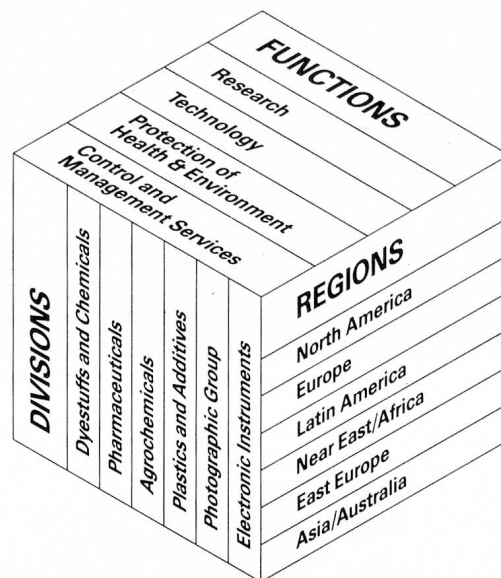 FUNCTIONS
Research
Technology
Protection of
Health & Environment
Control and
Management Services
DIVISIONS
Dyestuffs and Chemicals
Pharmaceuticals
Agrochemicals
Plastics and Additives
Photographic Group
Electronic Instruments
REGIONS
North America
Europe
Latin America
Near East/Africa
East Europe
Asia/Australia